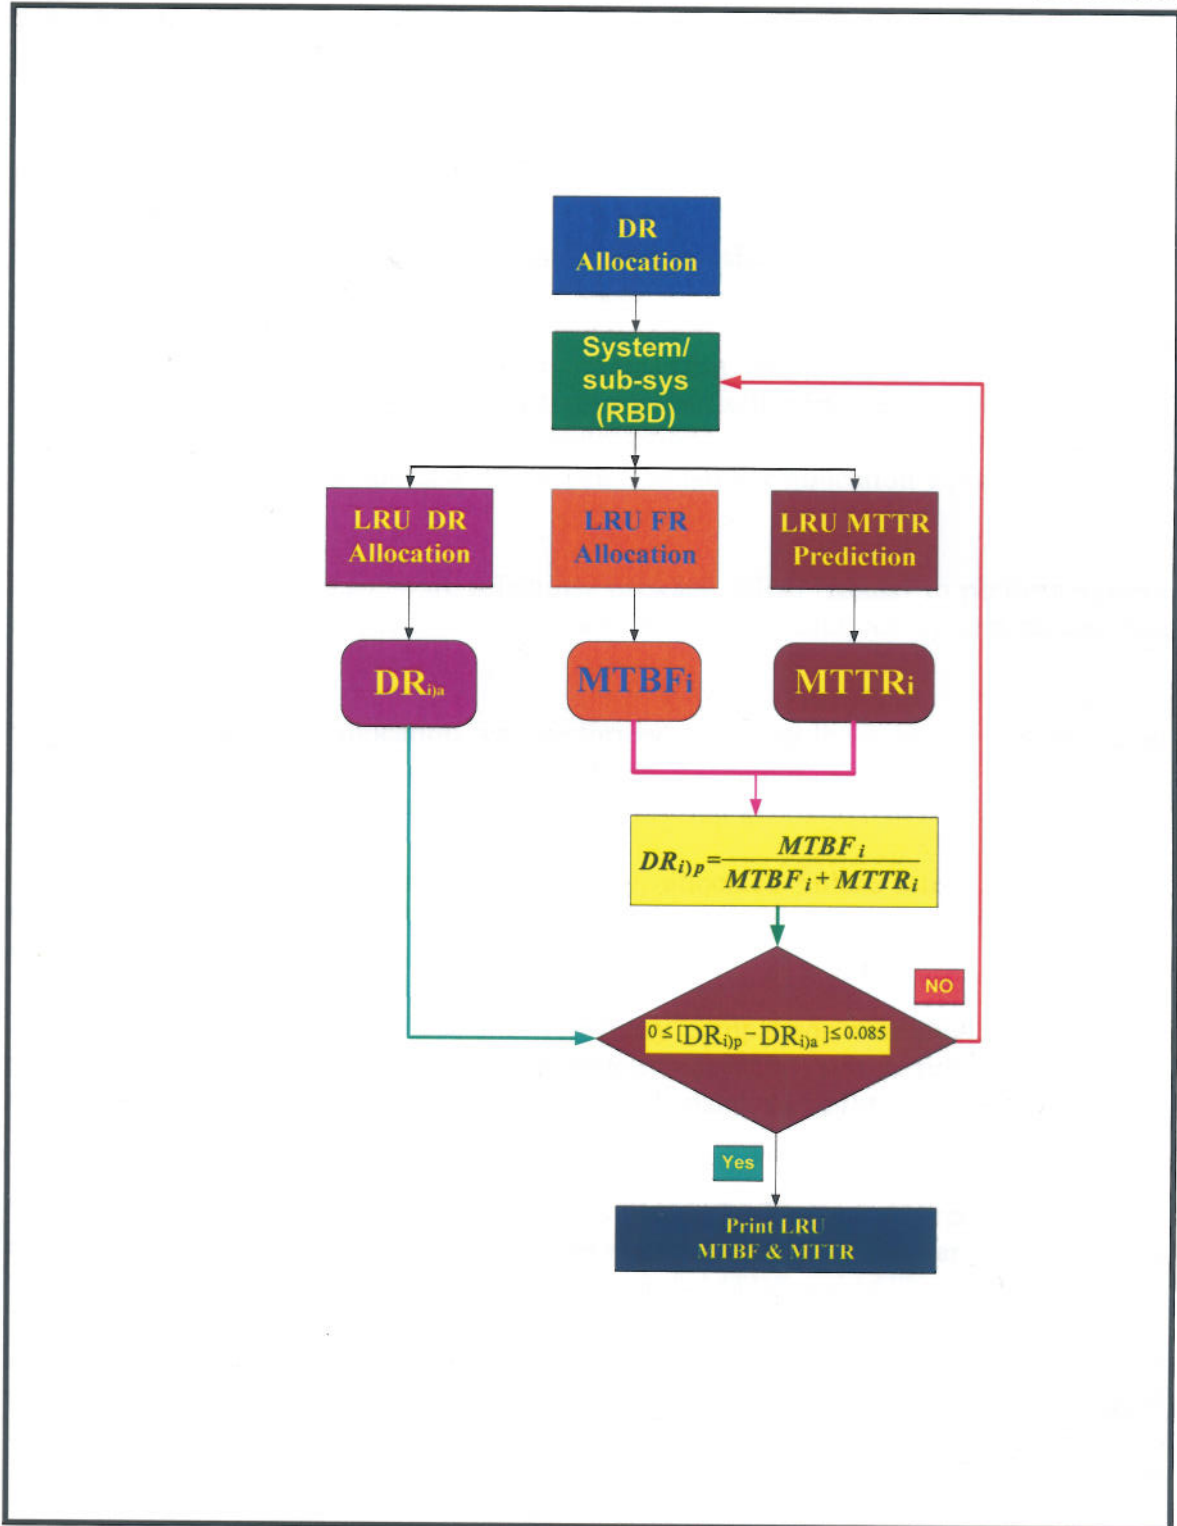 DR
Allocation
System/
sub-sys
(RBD)
LRU DR
Allocation
LRU FR
Allocation
LRU MTTR
Prediction
DRi)a
MTBFi
MTTRi
DRi)p = MTBFi / MTBFi + MTTRi
NO
0 ≤ [DRi)p − DRi)a ] ≤ 0.085
Yes
Print LRU
MTBF & MTTR